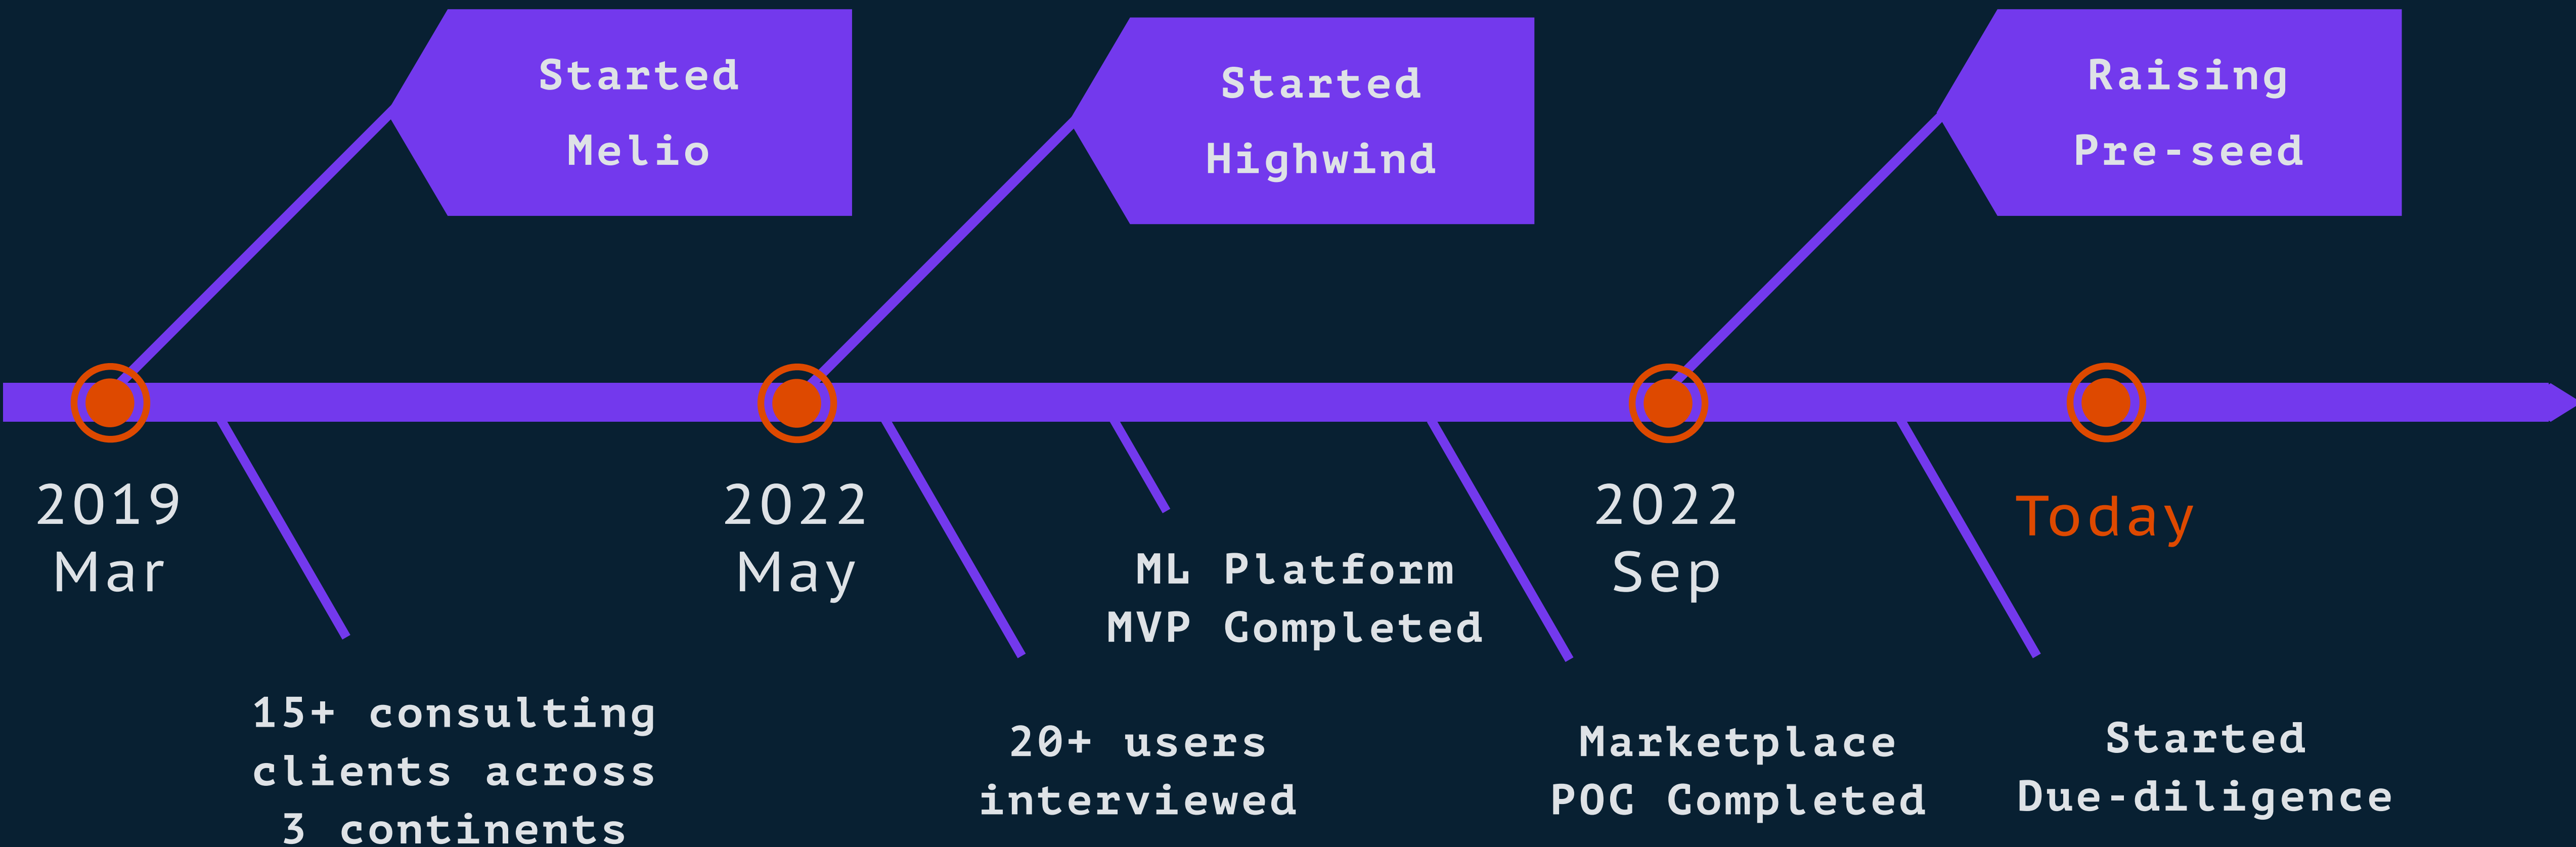 Started
Melio
Started
Highwind
Raising
Pre-seed
2019
Mar
2022
May
2022
Sep
Today
15+ consulting
clients across
3 continents
20+ users
interviewed
ML Platform
MVP Completed
Marketplace
POC Completed
Started
Due-diligence